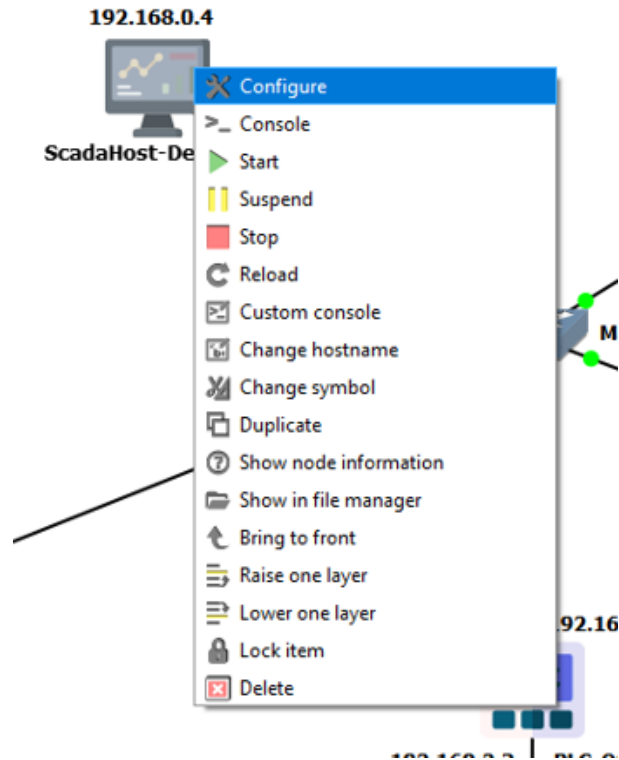 192.168.0.4
ScadaHost-De
Configure
Console
Start
Suspend
Stop
Reload
Custom console
Change hostname
Change symbol
Duplicate
Show node information
Show in file manager
Bring to front
Raise one layer
Lower one layer
Lock item
Delete
M
92.16